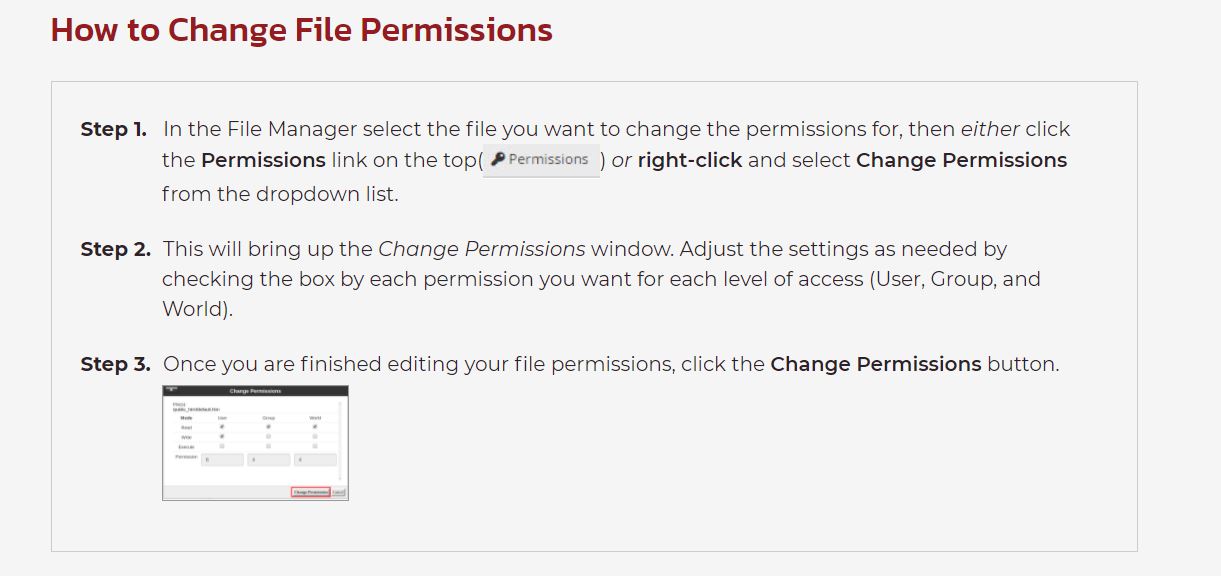 How to Change File Permissions
Step 1. In the File Manager select the file you want to change the permissions for, then either click
the Permissions link on the top( Permissions ) or right-click and select Change Permissions
from the dropdown list.
Step 2. This will bring up the Change Permissions window. Adjust the settings as needed by
checking the box by each permission you want for each level of access (User, Group, and
World).
Step 3. Once you are finished editing your file permissions, click the Change Permissions button.
Change Permissions
Mode User Group World
Read
Write
Execute
Permission
Change Permissions Cancel